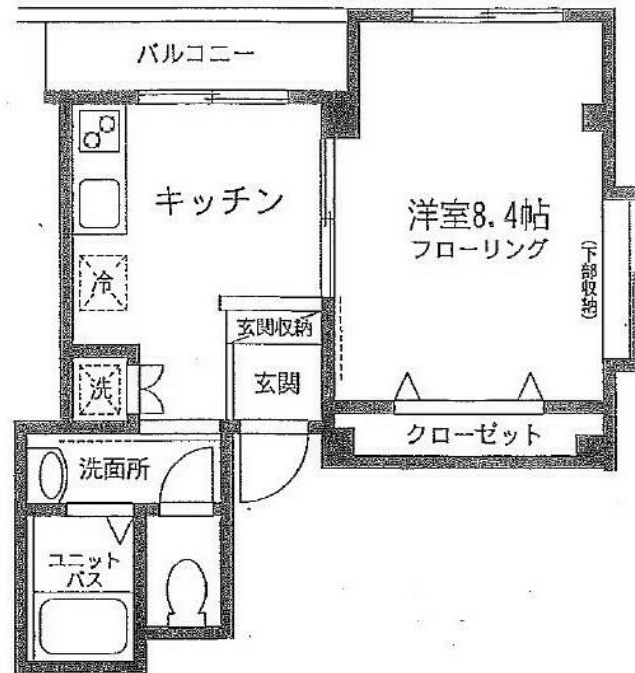 バルコニー
キッチン
洋室8.4帖
フローリング
(下部収納)
冷
玄関収納
洗
玄関
クローゼット
洗面所
ユニット
バス